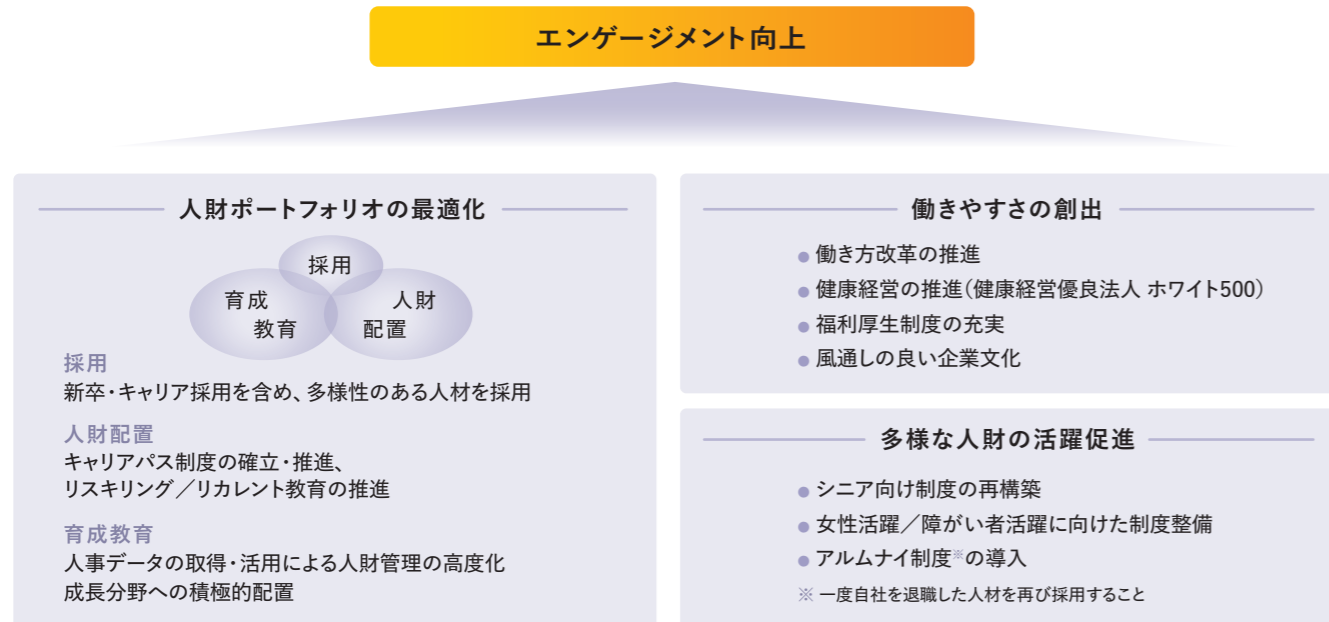 エンゲージメント向上
人財ポートフォリオの最適化
採用
育成
教育
人財
配置
採用
新卒・キャリア採用を含め、多様性のある人材を採用
人財配置
キャリアパス制度の確立・推進、
リスキリング／リカレント教育の推進
育成教育
人事データの取得・活用による人財管理の高度化
成長分野への積極的配置
働きやすさの創出
● 働き方改革の推進
● 健康経営の推進（健康経営優良法人 ホワイト500）
● 福利厚生制度の充実
● 風通しの良い企業文化
多様な人財の活躍促進
● シニア向け制度の再構築
● 女性活躍／障がい者活躍に向けた制度整備
● アルムナイ制度※の導入
※ 一度自社を退職した人材を再び採用すること